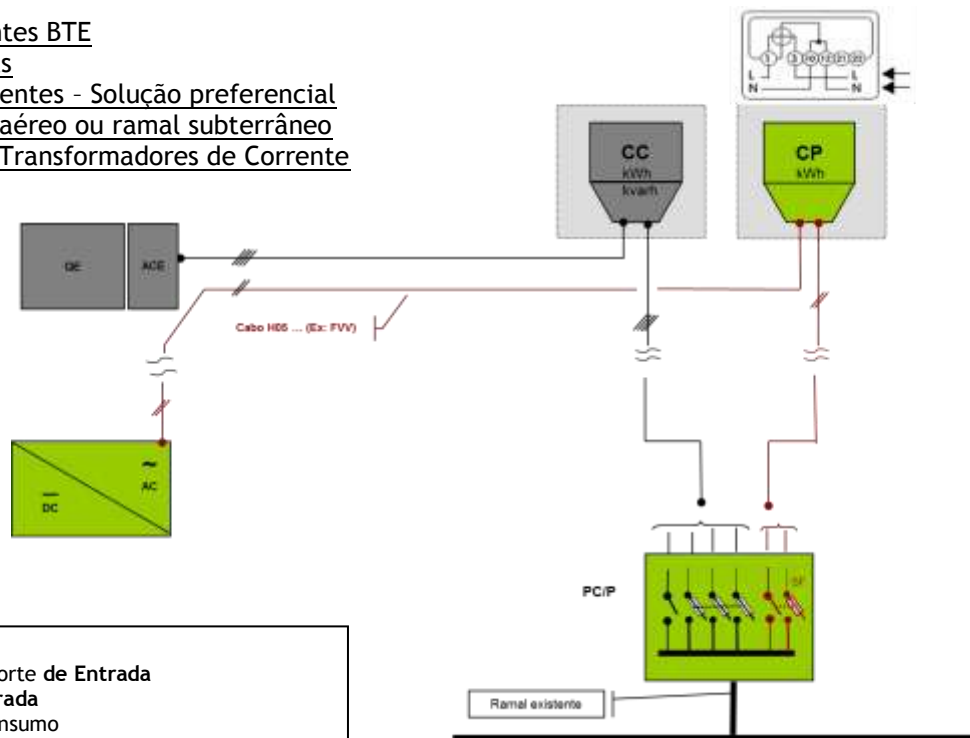 ntes BTE
s
entes – Solução preferencial
aéreo ou ramal subterrâneo
Transformadores de Corrente
L
N
L
N
CC
kWh
kvarh
CP
kWh
QE
ACE
Cabo H05 ... (Ex: FVV)
~
AC
DC
PC/P
Ramal existente
orte de Entrada
rada
nsumo